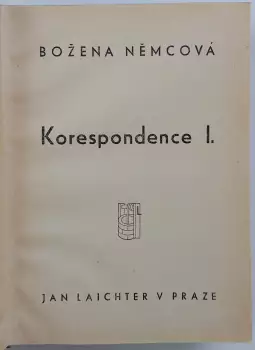 BOŽENA NĚMCOVÁ
Korespondence I.
JAN LAICHTER V PRAZE